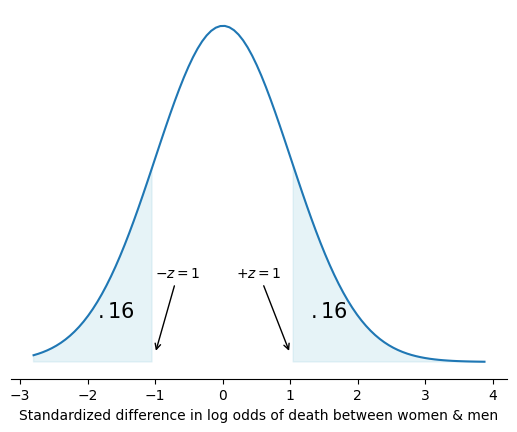 −z = 1
+z = 1
.16
.16
−3 −2 −1 0 1 2 3 4
Standardized difference in log odds of death between women & men